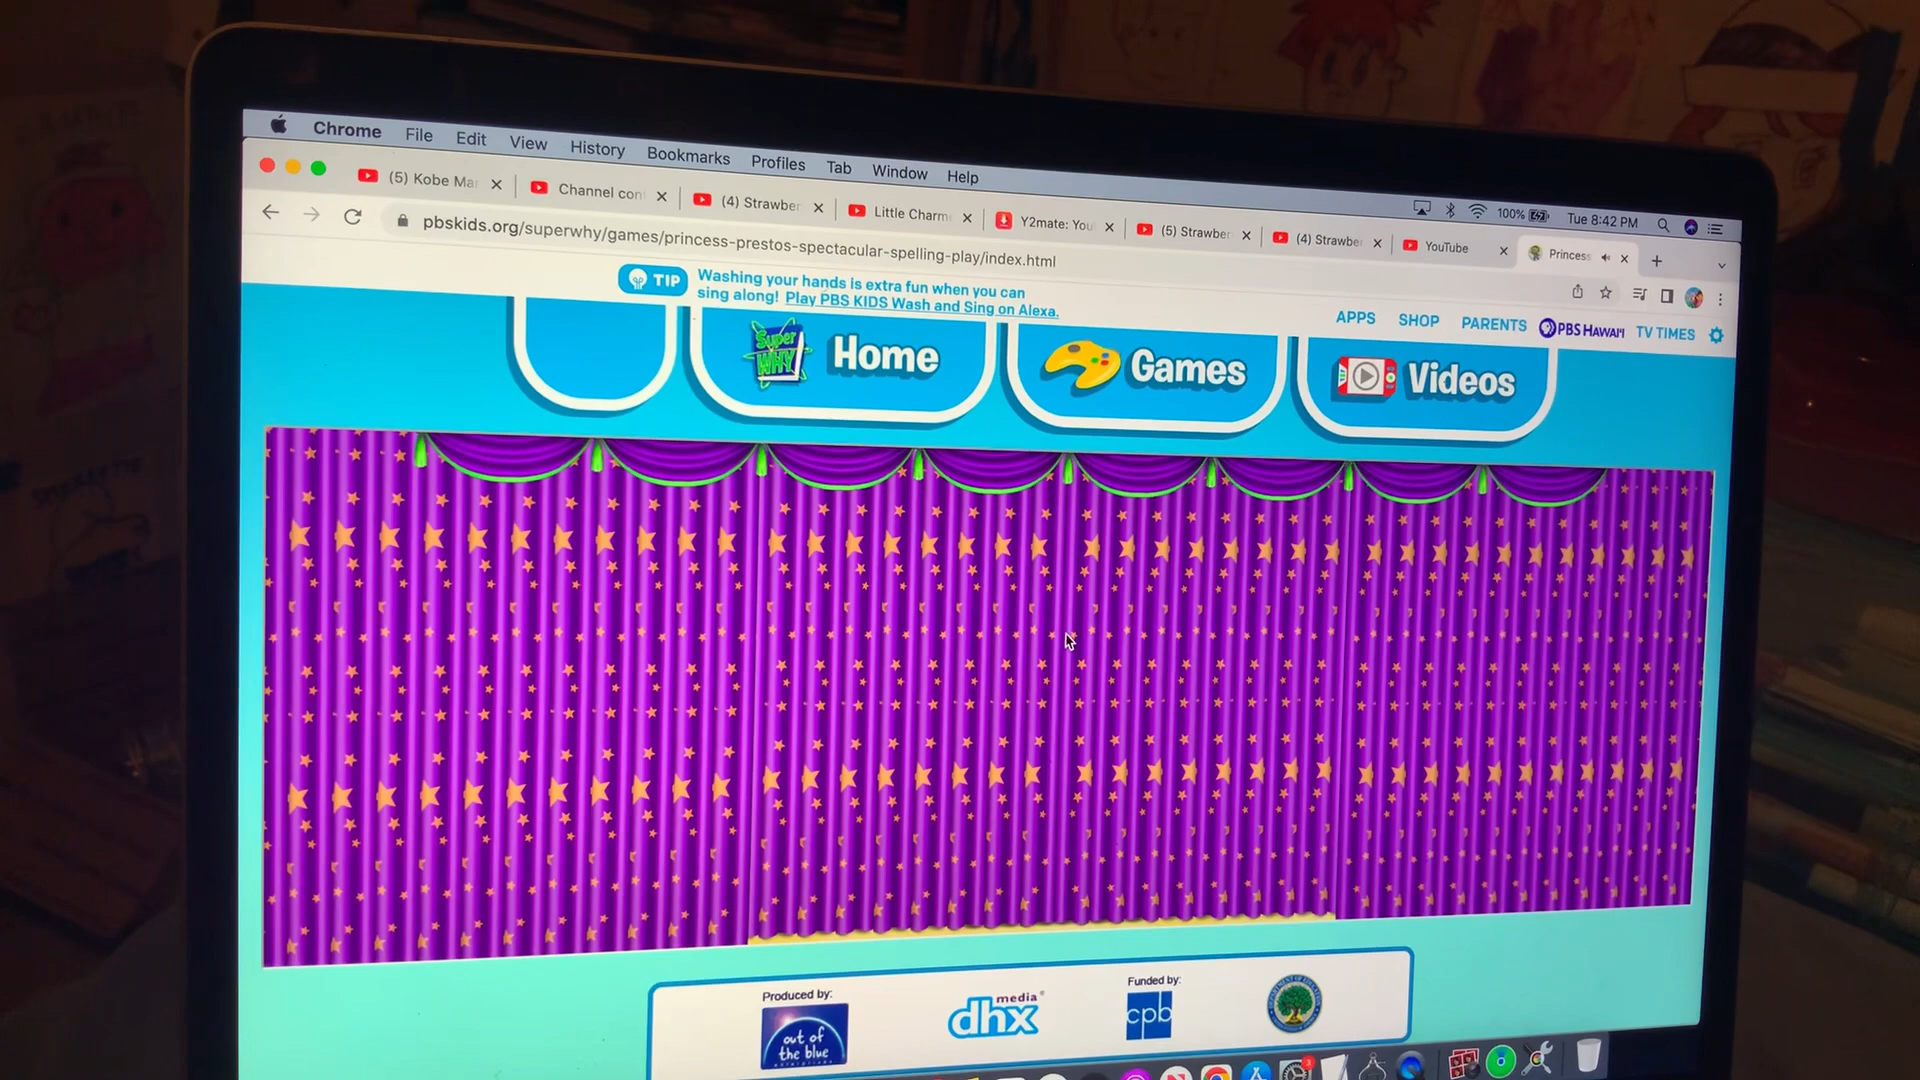 Chrome File Edit View History Bookmarks Profiles Tab Window Help
100% Tue 8:42 PM
(5) Kobe Mar Channel con (4) Strawber Little Charm Y2mate: You (5) Strawber (4) Strawber YouTube Princess
pbskids.org/superwhy/games/princess-prestos-spectacular-spelling-play/index.html
TIP
Washing your hands is extra fun when you can
sing along! Play PBS KIDS Wash and Sing on Alexa.
APPS SHOP PARENTS PBS HAWAI'I TV TIMES
Super WHY
Home Games Videos
Produced by:
out of
the blue
enterprises
dhx media
Funded by:
cpb
3